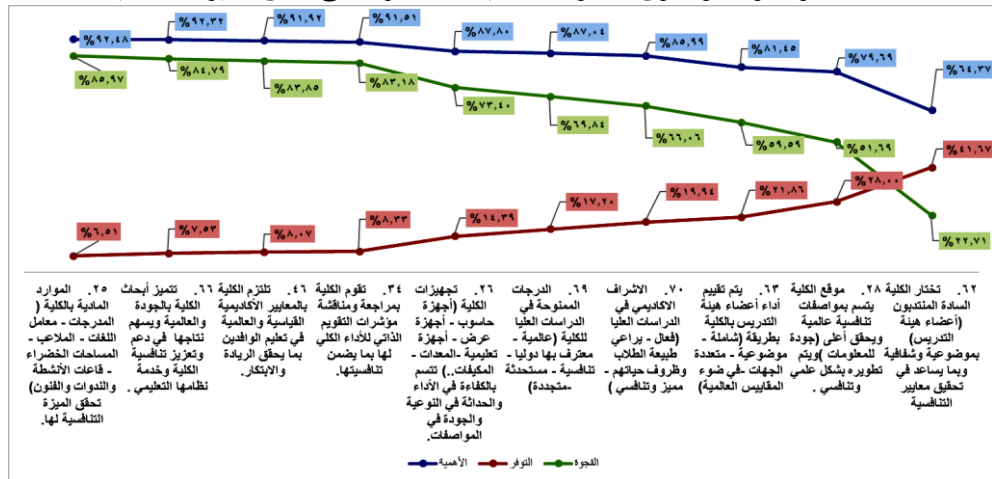 %٩٢,٤٨
%٩٢,٣٢
%٩١,٩٢
%٩١,٥١
%٨٧,٨٠
%٨٧,٠٤
%٨٥,٩٩
%٨١,٤٥
%٧٩,٦٩
%٦٤,٣٧
%٨٥,٩٧
%٨٤,٧٩
%٨٣,٨٥
%٨٣,١٨
%٧٣,٤٠
%٦٩,٨٤
%٦٦,٠٦
%٥٩,٥٩
%٥١,٦٩
%٢٢,٧١
%٦,٥١
%٧,٥٣
%٨,٠٧
%٨,٣٣
%١٤,٣٩
%١٧,٢٠
%١٩,٩٤
%٢١,٨٦
%٢٨,٠٠
%٤١,٦٧
٦٢. تختار الكلية
السادة المنتدبون
(أعضاء هيئة
التدريس)
بموضوعية وشفافية
وبما يساعد في
تحقيق معايير
التنافسية
٢٨. موقع الكلية
يتسم بمواصفات
تنافسية عالمية
ويحقق أعلى (جودة
للمعلومات )ويتم
تطويره بشكل علمي
وتنافسي .
٦٣. يتم تقييم
أداء أعضاء هيئة
التدريس بالكلية
بطريقة (شاملة -
موضوعية - متعددة
الجهات -في ضوء
المقاييس العالمية)
٧٠. الاشراف
الاكاديمي في
الدراسات العليا
(فعال - يراعي
طبيعة الطلاب
وظروف حياتهم -
مميز وتنافسي )
٦٩. الدرجات
الممنوحة في
الدراسات العليا
للكلية (عالمية -
معترف بها دوليا -
تنافسية - مستحدثة
-متجددة)
٢٦. تجهيزات
الكلية (أجهزة
حاسوب - أجهزة
عرض - أجهزة
تعليمية -المعدات -
المكيفات..) تتسم
بالكفاءة في الأداء
والحداثة في النوعية
والجودة في
المواصفات.
٣٤. تقوم الكلية
بمراجعة ومناقشة
مؤشرات التقويم
الذاتي للأداء الكلي
لها بما يضمن
تنافسيتها.
٤٦. تلتزم الكلية
بالمعايير الأكاديمية
القياسية والعالمية
في تعليم الوافدين
بما يحقق الريادة
والابتكار.
٦٦. تتميز أبحاث
الكلية بالجودة
والعالمية ويسهم
نتاجها في دعم
وتعزيز تنافسية
الكلية وخدمة
نظامها التعليمي .
٢٥. الموارد
المادية بالكلية (
المدرجات - معامل
اللغات - الملاعب -
المساحات الخضراء
- قاعات الأنشطة
والندوات والفنون)
تحقق الميزة
التنافسية لها.
الأهمية
التوفر
الفجوة